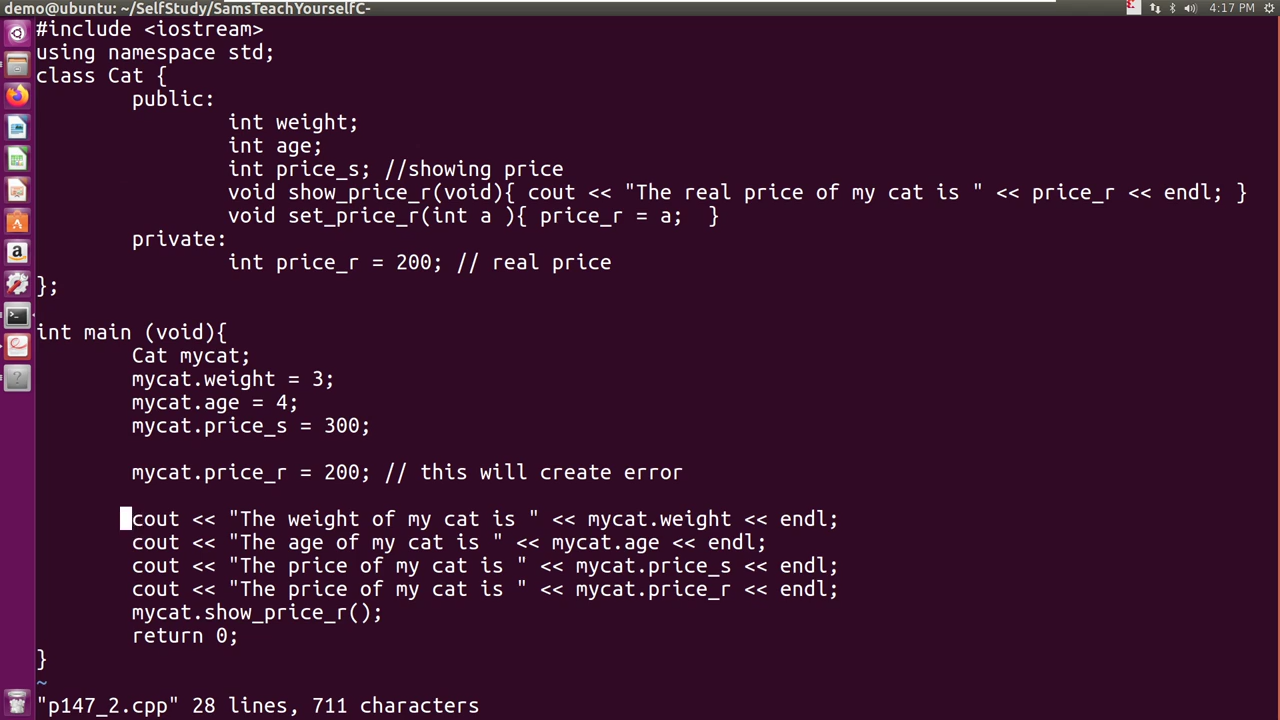 demo@ubuntu: ~/SelfStudy/SamsTeachYourselfC-
4:17 PM
#include <iostream>
using namespace std;
class Cat {
        public:
                int weight;
                int age;
                int price_s; //showing price
                void show_price_r(void){ cout << "The real price of my cat is " << price_r << endl; }
                void set_price_r(int a ){ price_r = a;  }
        private:
                int price_r = 200; // real price
};

int main (void){
        Cat mycat;
        mycat.weight = 3;
        mycat.age = 4;
        mycat.price_s = 300;

        mycat.price_r = 200; // this will create error

        cout << "The weight of my cat is " << mycat.weight << endl;
        cout << "The age of my cat is " << mycat.age << endl;
        cout << "The price of my cat is " << mycat.price_s << endl;
        cout << "The price of my cat is " << mycat.price_r << endl;
        mycat.show_price_r();
        return 0;
}
~
"p147_2.cpp" 28 lines, 711 characters